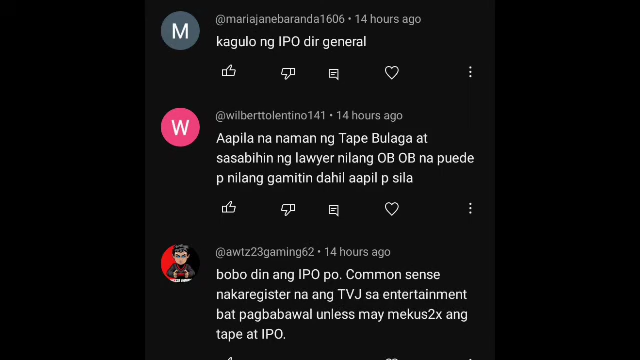 @mariajanebaranda1606 • 14 hours ago
kagulo ng IPO dir general
M
@wilberttolentino141 • 14 hours ago
W
Aapila na naman ng Tape Bulaga at
sasabihin ng lawyer nilang OB OB na puede
p nilang gamitin dahil aapil p sila
@awtz23gaming62 • 14 hours ago
bobo din ang IPO po. Common sense
nakaregister na ang TVJ sa entertainment
bat pagbabawal unless may mekus2x ang
tape at IPO.